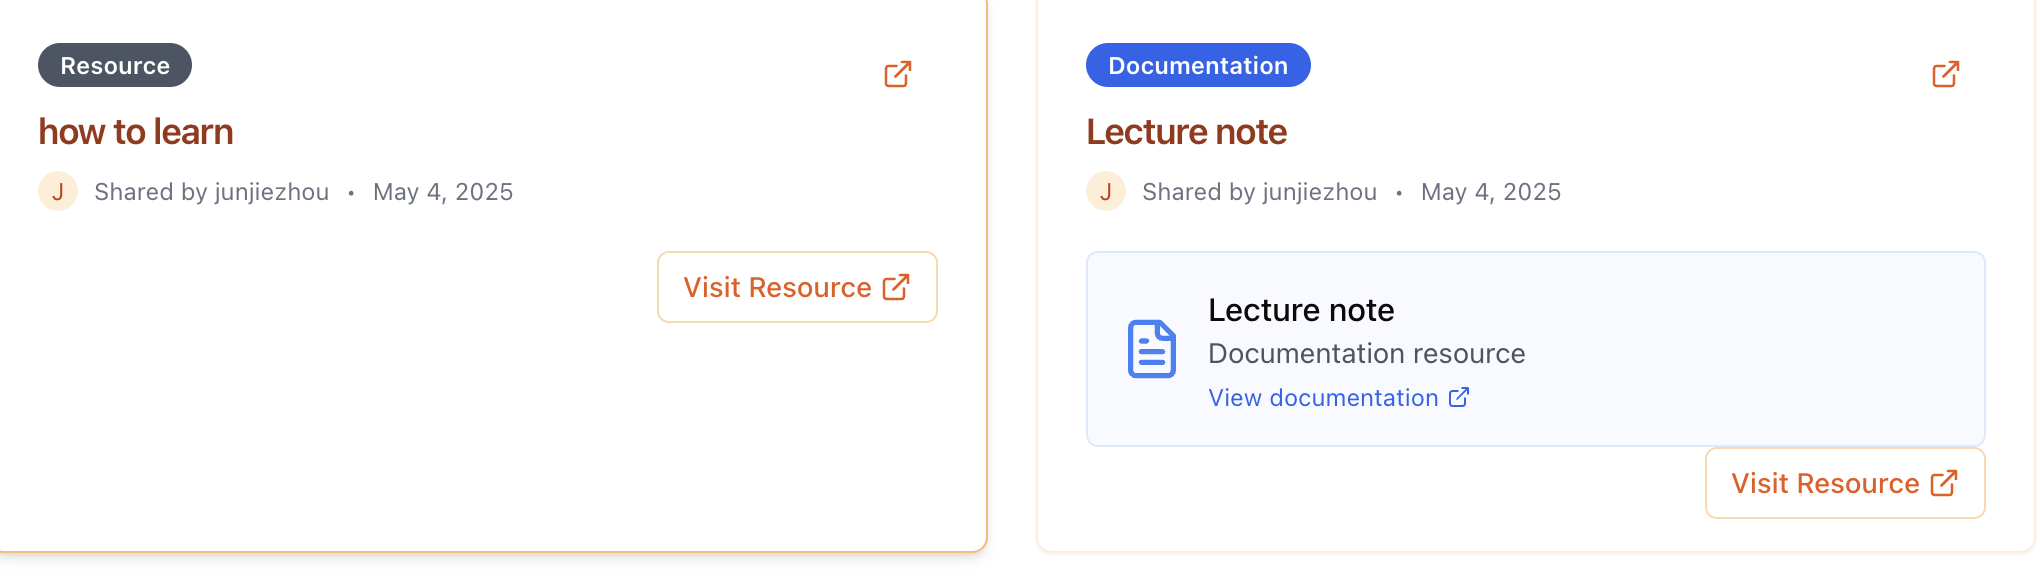 Resource
how to learn
J Shared by junjiezhou • May 4, 2025
Visit Resource
Documentation
Lecture note
J Shared by junjiezhou • May 4, 2025
Lecture note
Documentation resource
View documentation
Visit Resource